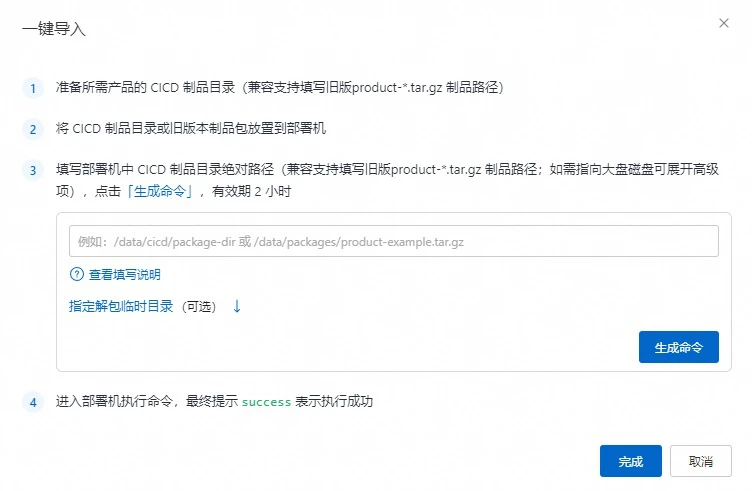 一键导入
1 准备所需产品的 CICD 制品目录（兼容支持填写旧版product-*.tar.gz 制品路径）
2 将 CICD 制品目录或旧版本制品包放置到部署机
3 填写部署机中 CICD 制品目录绝对路径（兼容支持填写旧版product-*.tar.gz 制品路径；如需指向大盘磁盘可展开高级
项），点击「生成命令」，有效期 2 小时
例如：/data/cicd/package-dir 或 /data/packages/product-example.tar.gz
? 查看填写说明
指定解包临时目录（可选） ↓
生成命令
4 进入部署机执行命令，最终提示 success 表示执行成功
完成 取消